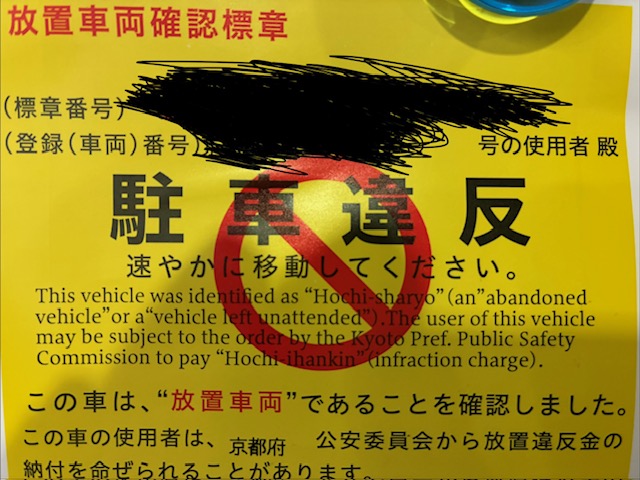 放置車両確認標章
(標章番号)
(登録(車両)番号)
号の使用者 殿
駐車違反
速やかに移動してください。
This vehicle was identified as “Hochi-sharyo” (an”abandoned
vehicle”or a“vehicle left unattended”).The user of this vehicle
may be subject to the order by the Kyoto Pref. Public Safety
Commission to pay “Hochi-ihankin”(infraction charge).
この車は、“放置車両”であることを確認しました。
この車の使用者は、京都府 公安委員会から放置違反金の
納付を命ぜられることがあります。